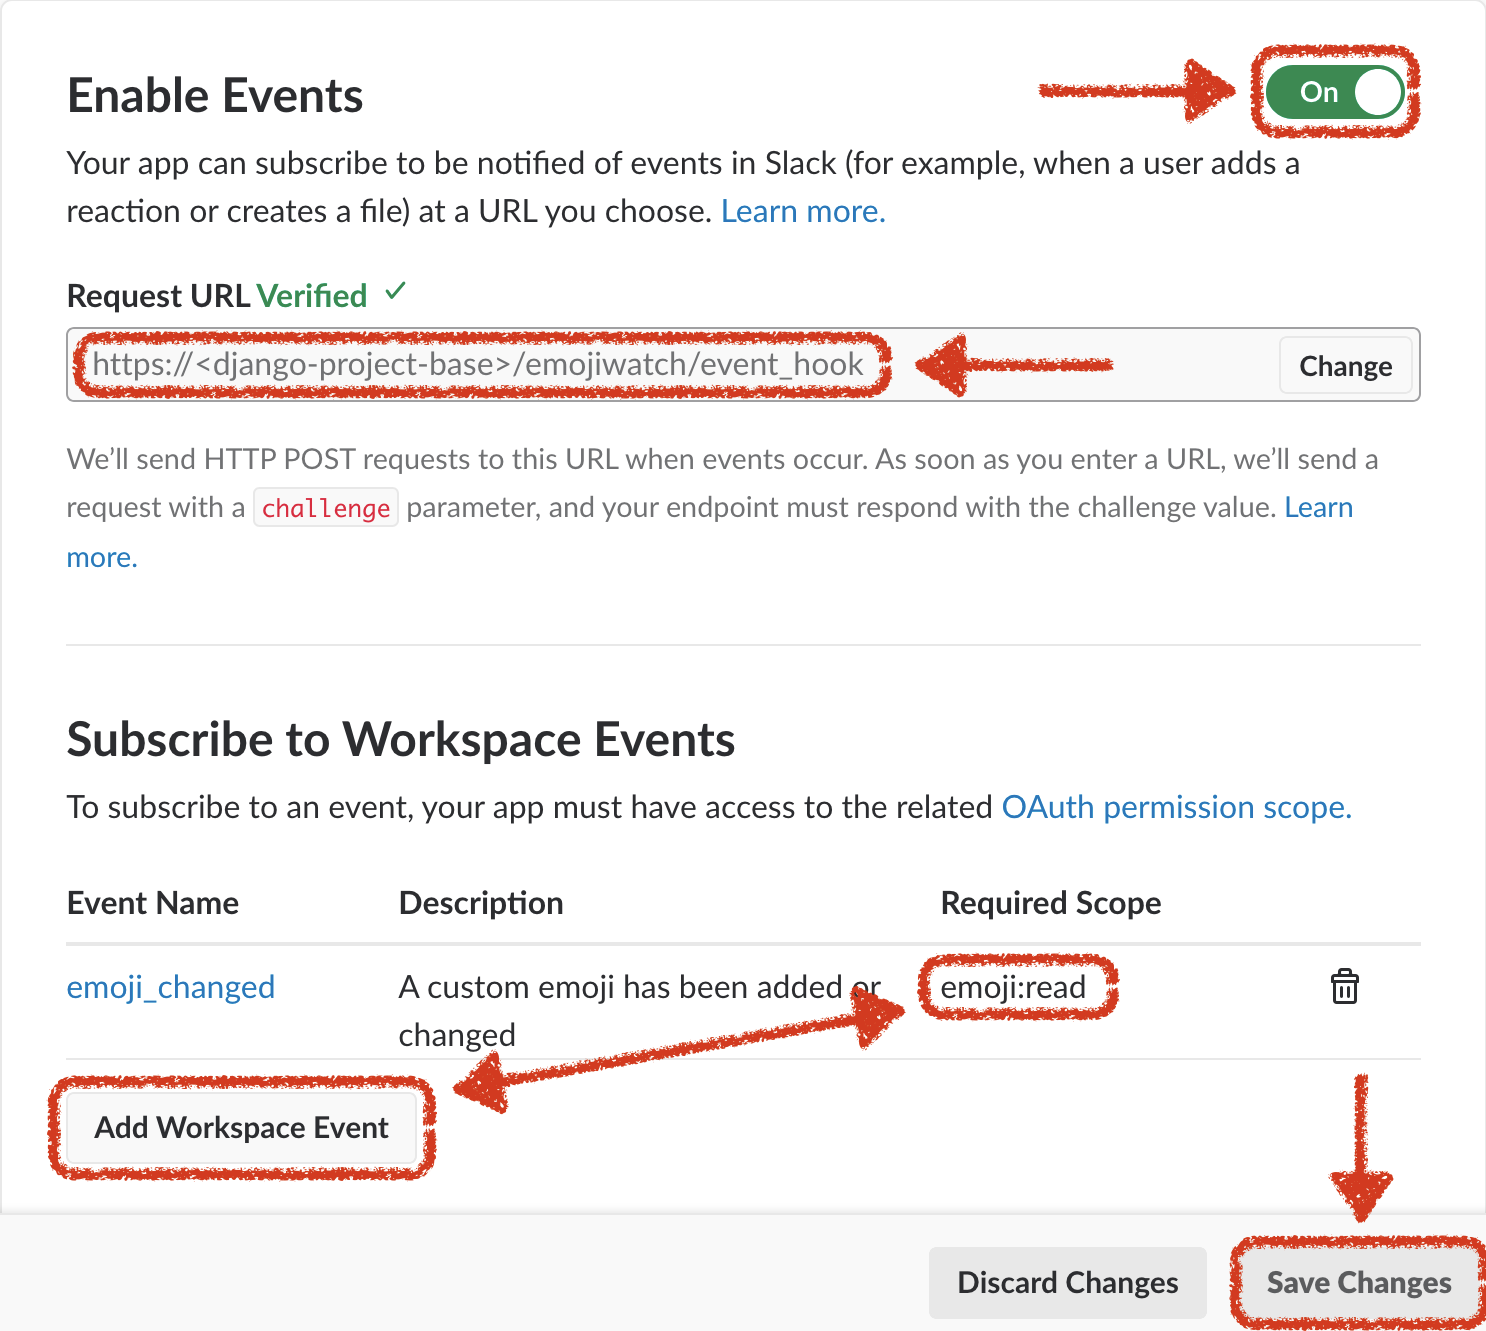 Enable Events
On
Your app can subscribe to be notified of events in Slack (for example, when a user adds a
reaction or creates a file) at a URL you choose. Learn more.
Request URL Verified ✓
https://<django-project-base>/emojiwatch/event_hook
Change
We’ll send HTTP POST requests to this URL when events occur. As soon as you enter a URL, we’ll send a
request with a challenge parameter, and your endpoint must respond with the challenge value. Learn
more.
Subscribe to Workspace Events
To subscribe to an event, your app must have access to the related OAuth permission scope.
Event Name Description Required Scope
emoji_changed A custom emoji has been added or emoji:read
changed
Add Workspace Event
Discard Changes Save Changes